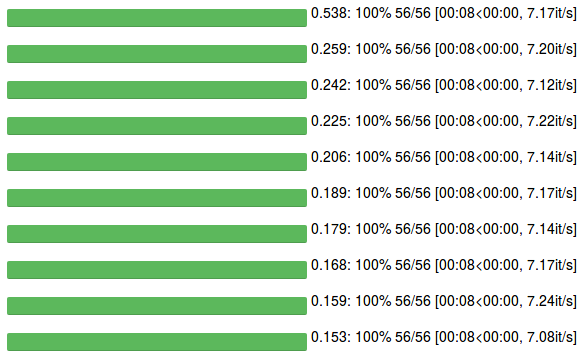 0.538: 100% 56/56 [00:08<00:00, 7.17it/s]
0.259: 100% 56/56 [00:08<00:00, 7.20it/s]
0.242: 100% 56/56 [00:08<00:00, 7.12it/s]
0.225: 100% 56/56 [00:08<00:00, 7.22it/s]
0.206: 100% 56/56 [00:08<00:00, 7.14it/s]
0.189: 100% 56/56 [00:08<00:00, 7.17it/s]
0.179: 100% 56/56 [00:08<00:00, 7.14it/s]
0.168: 100% 56/56 [00:08<00:00, 7.17it/s]
0.159: 100% 56/56 [00:08<00:00, 7.24it/s]
0.153: 100% 56/56 [00:08<00:00, 7.08it/s]